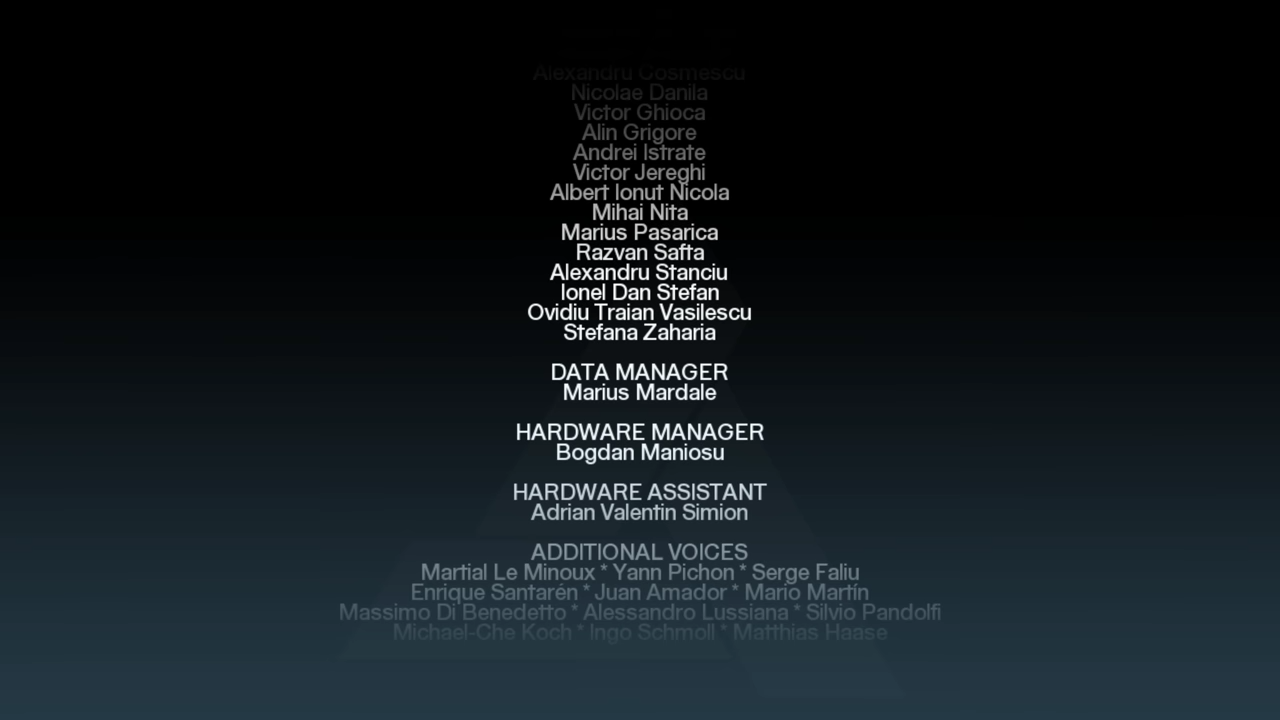 Alexandru Cosmescu
Nicolae Danila
Victor Ghioca
Alin Grigore
Andrei Istrate
Victor Jereghi
Albert Ionut Nicola
Mihai Nita
Marius Pasarica
Razvan Safta
Alexandru Stanciu
Ionel Dan Stefan
Ovidiu Traian Vasilescu
Stefana Zaharia
DATA MANAGER
Marius Mardale
HARDWARE MANAGER
Bogdan Maniosu
HARDWARE ASSISTANT
Adrian Valentin Simion
ADDITIONAL VOICES
Martial Le Minoux * Yann Pichon * Serge Faliu
Enrique Santarén * Juan Amador * Mario Martín
Massimo Di Benedetto * Alessandro Lussiana * Silvio Pandolfi
Michael-Che Koch * Ingo Schmoll * Matthias Haase